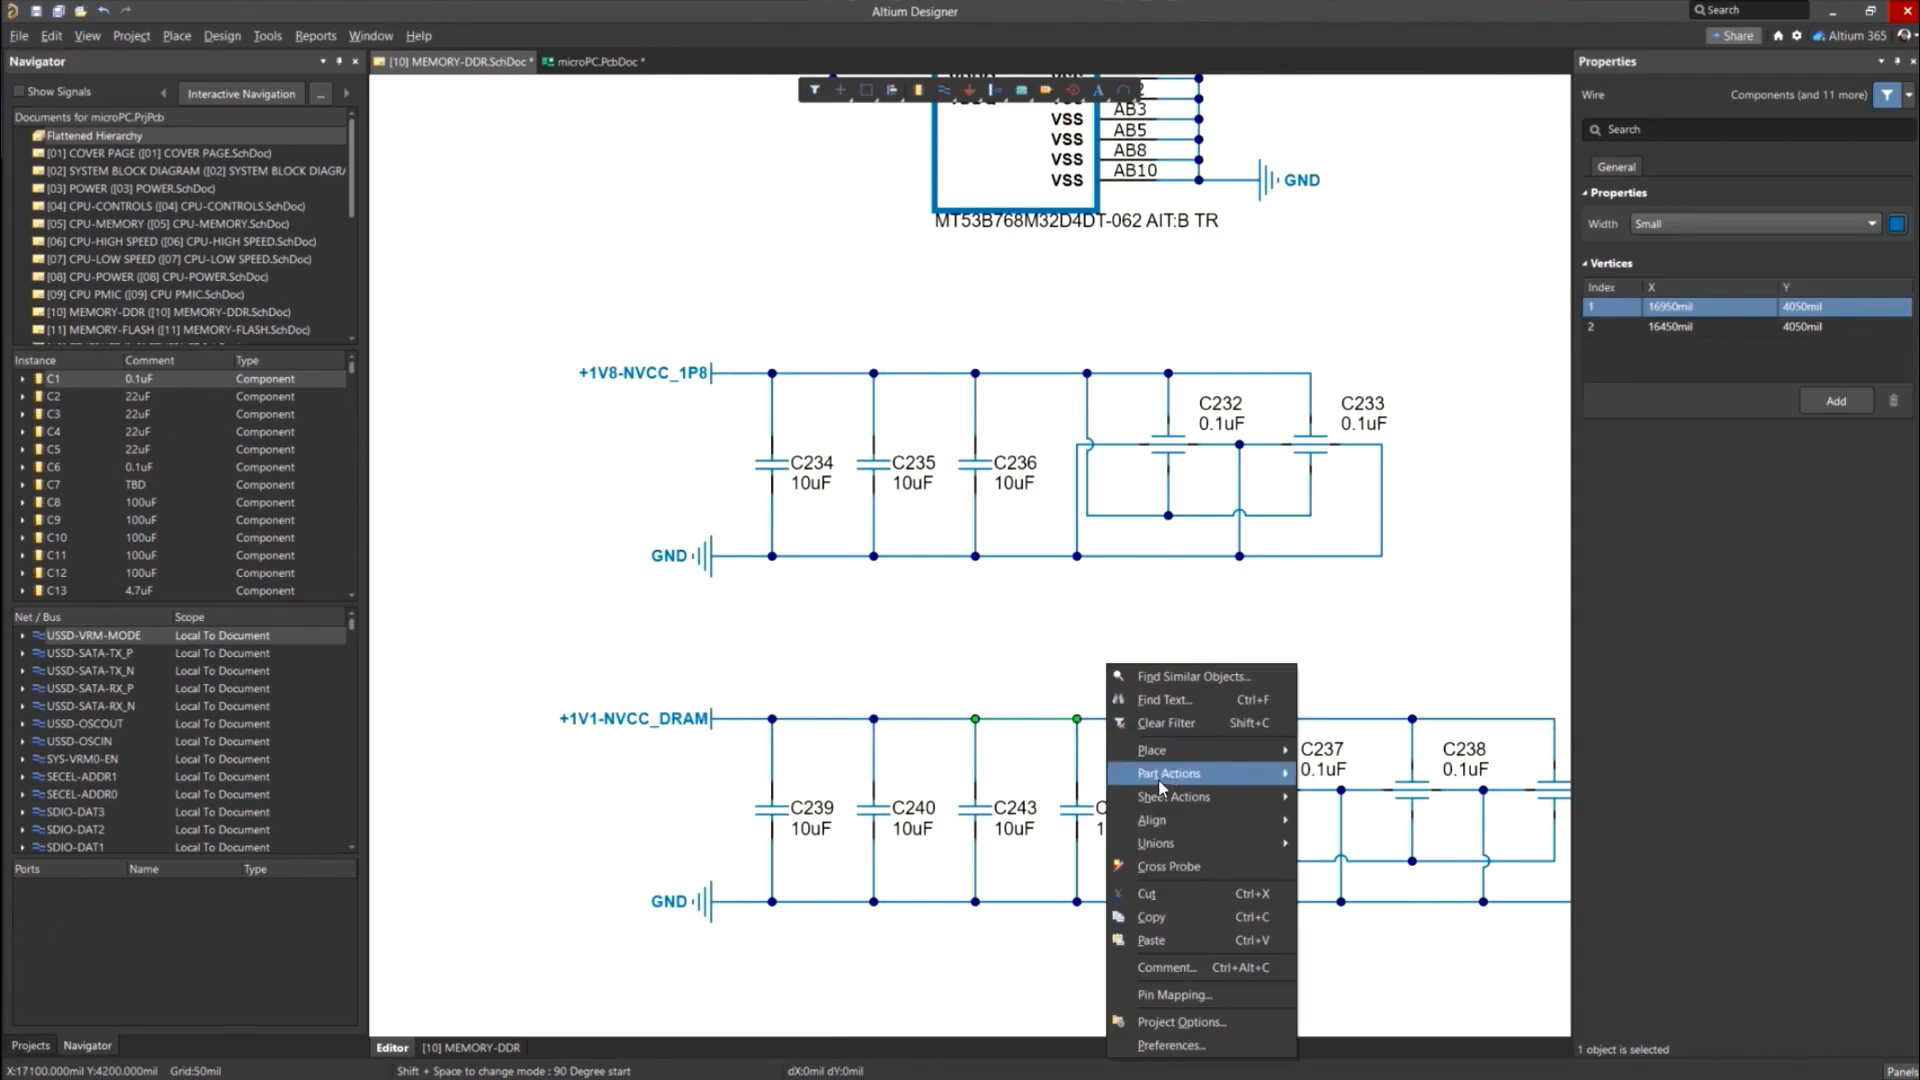 Altium Designer
Search
File Edit View Project Place Design Tools Reports Window Help
Share
Altium 365
Navigator
[10] MEMORY-DDR.SchDoc *
microPC.PcbDoc *
Properties
Show Signals
Interactive Navigation
...
Wire
Components (and 11 more)
Documents for microPC.PrjPcb
Search
Flattened Hierarchy
[01] COVER PAGE ([01] COVER PAGE.SchDoc)
[02] SYSTEM BLOCK DIAGRAM ([02] SYSTEM BLOCK DIAGRA
[03] POWER ([03] POWER.SchDoc)
[04] CPU-CONTROLS ([04] CPU-CONTROLS.SchDoc)
[05] CPU-MEMORY ([05] CPU-MEMORY.SchDoc)
[06] CPU-HIGH SPEED ([06] CPU-HIGH SPEED.SchDoc)
[07] CPU-LOW SPEED ([07] CPU-LOW SPEED.SchDoc)
[08] CPU-POWER ([08] CPU-POWER.SchDoc)
[09] CPU PMIC ([09] CPU PMIC.SchDoc)
[10] MEMORY-DDR ([10] MEMORY-DDR.SchDoc)
[11] MEMORY-FLASH ([11] MEMORY-FLASH.SchDoc)
Instance Comment Type
C1 0.1uF Component
C2 22uF Component
C3 22uF Component
C4 22uF Component
C5 22uF Component
C6 0.1uF Component
C7 TBD Component
C8 100uF Component
C9 100uF Component
C10 100uF Component
C11 100uF Component
C12 100uF Component
C13 4.7uF Component
Net / Bus Scope
USSD-VRM-MODE Local To Document
USSD-SATA-TX_P Local To Document
USSD-SATA-TX_N Local To Document
USSD-SATA-RX_P Local To Document
USSD-SATA-RX_N Local To Document
USSD-OSCOUT Local To Document
USSD-OSCIN Local To Document
SYS-VRM0-EN Local To Document
SECEL-ADDR1 Local To Document
SECEL-ADDR0 Local To Document
SDIO-DAT3 Local To Document
SDIO-DAT2 Local To Document
SDIO-DAT1 Local To Document
Ports Name Type
Projects Navigator
VSS AB3
VSS AB5
VSS AB8
VSS AB10
GND
MT53B768M32D4DT-062 AIT:B TR
+1V8-NVCC_1P8
C232
0.1uF
C233
0.1uF
C234
10uF
C235
10uF
C236
10uF
GND
+1V1-NVCC_DRAM
C237
0.1uF
C238
0.1uF
C239
10uF
C240
10uF
C243
10uF
C
1
GND
Find Similar Objects...
Find Text... Ctrl+F
Clear Filter Shift+C
Place
Part Actions
Sheet Actions
Align
Unions
Cross Probe
Cut Ctrl+X
Copy Ctrl+C
Paste Ctrl+V
Comment... Ctrl+Alt+C
Pin Mapping...
Project Options...
Preferences...
General
Properties
Width Small
Vertices
Index X Y
1 16950mil 4050mil
2 16450mil 4050mil
Add
Editor [10] MEMORY-DDR
1 object is selected
X:17100.000mil Y:4200.000mil Grid:50mil
Shift + Space to change mode : 90 Degree start
dX:0mil dY:0mil
Panels